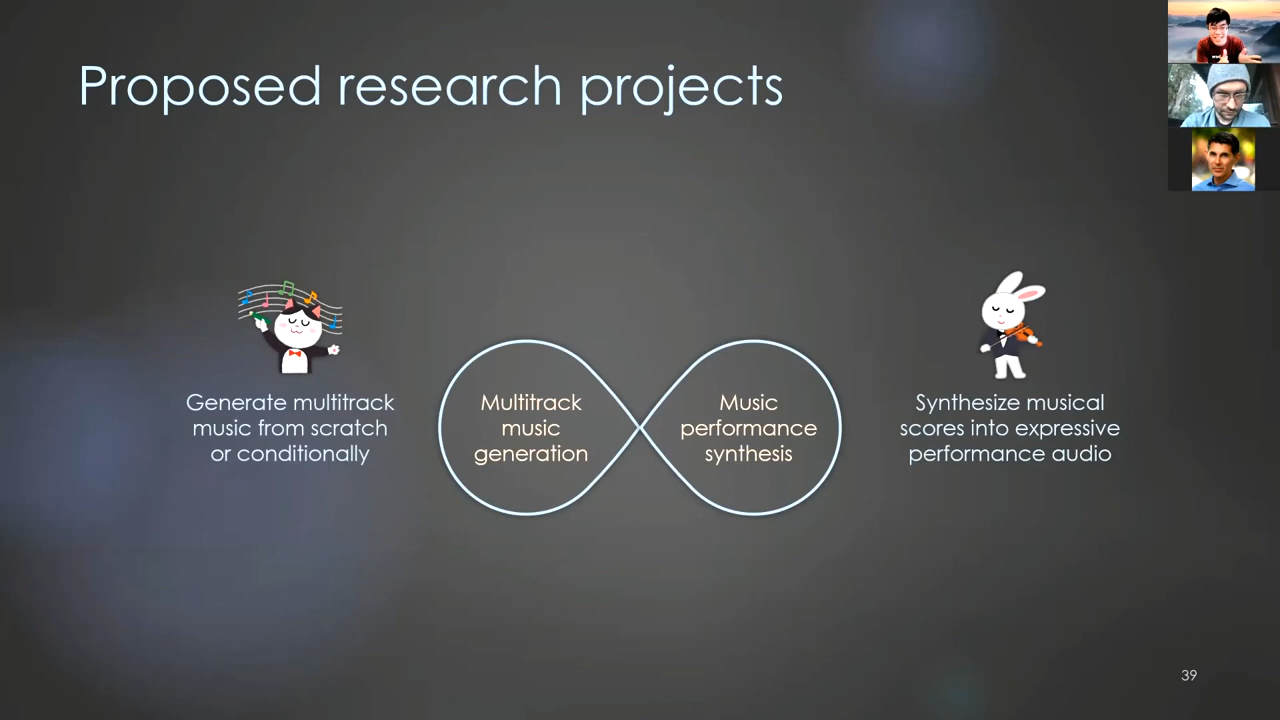 Proposed research projects
Generate multitrack
music from scratch
or conditionally
Multitrack
music
generation
Music
performance
synthesis
Synthesize musical
scores into expressive
performance audio
39